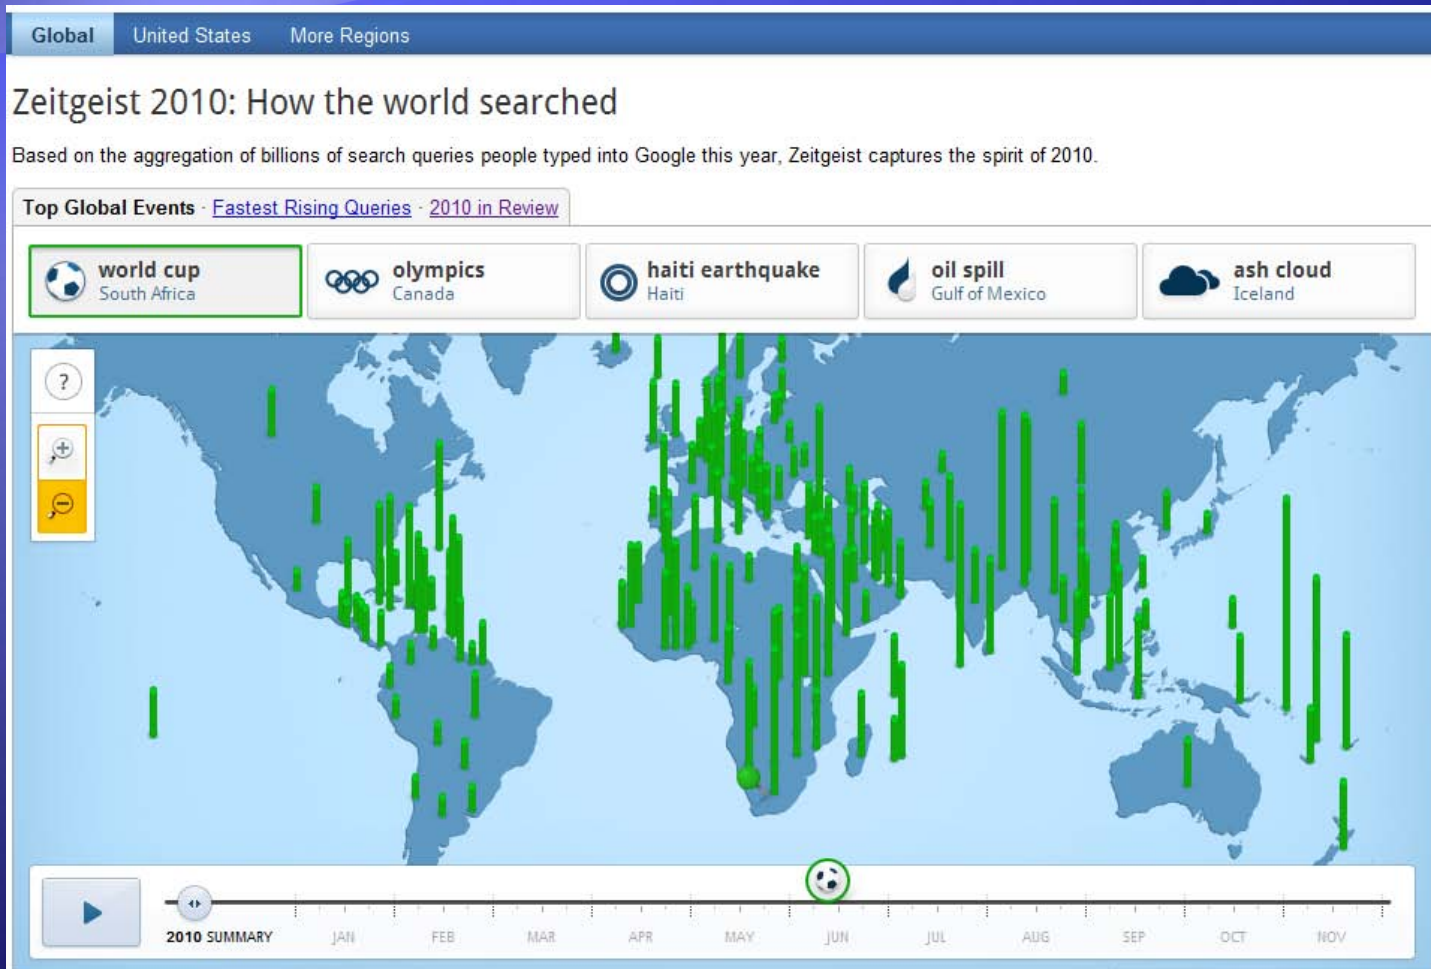 Global United States More Regions
Zeitgeist 2010: How the world searched
Based on the aggregation of billions of search queries people typed into Google this year, Zeitgeist captures the spirit of 2010.
Top Global Events · Fastest Rising Queries · 2010 in Review
world cup
South Africa
olympics
Canada
haiti earthquake
Haiti
oil spill
Gulf of Mexico
ash cloud
Iceland
?
2010 SUMMARY JAN FEB MAR APR MAY JUN JUL AUG SEP OCT NOV